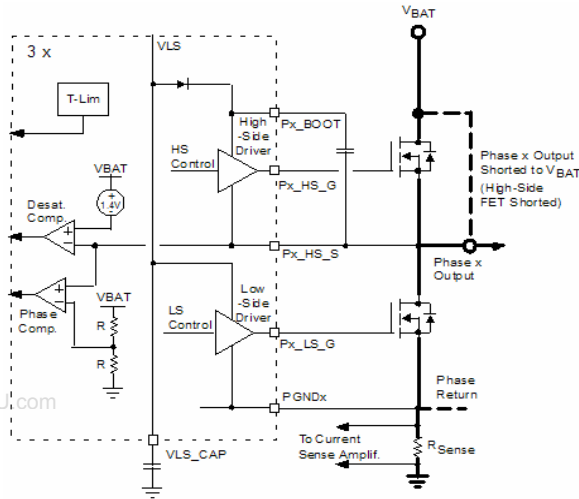 VBAT
VLS
3 x
T-Lim
High
-Side
Driver
Px_BOOT
HS
Control
Px_HS_G
Phase x Output
Shorted to VBAT
(High-Side
FET Shorted)
VBAT
Desat.
Comp.
+
-
1.4V
+
-
Px_HS_S
Phase x
Output
+
-
Phase
Comp.
VBAT
R
R
Low
-Side
Driver
LS
Control
Px_LS_G
PGNDx
Phase
Return
J.com
To Current
Sense Amplif.
RSense
VLS_CAP